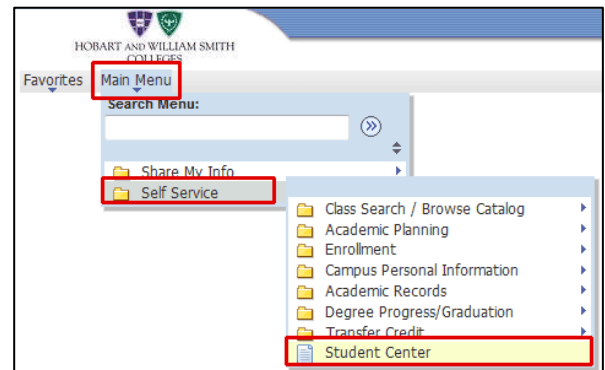 HOBART AND WILLIAM SMITH
COLLEGES
Favorites Main Menu
Search Menu:
Share My Info
Self Service
Class Search / Browse Catalog
Academic Planning
Enrollment
Campus Personal Information
Academic Records
Degree Progress/Graduation
Transfer Credit
Student Center